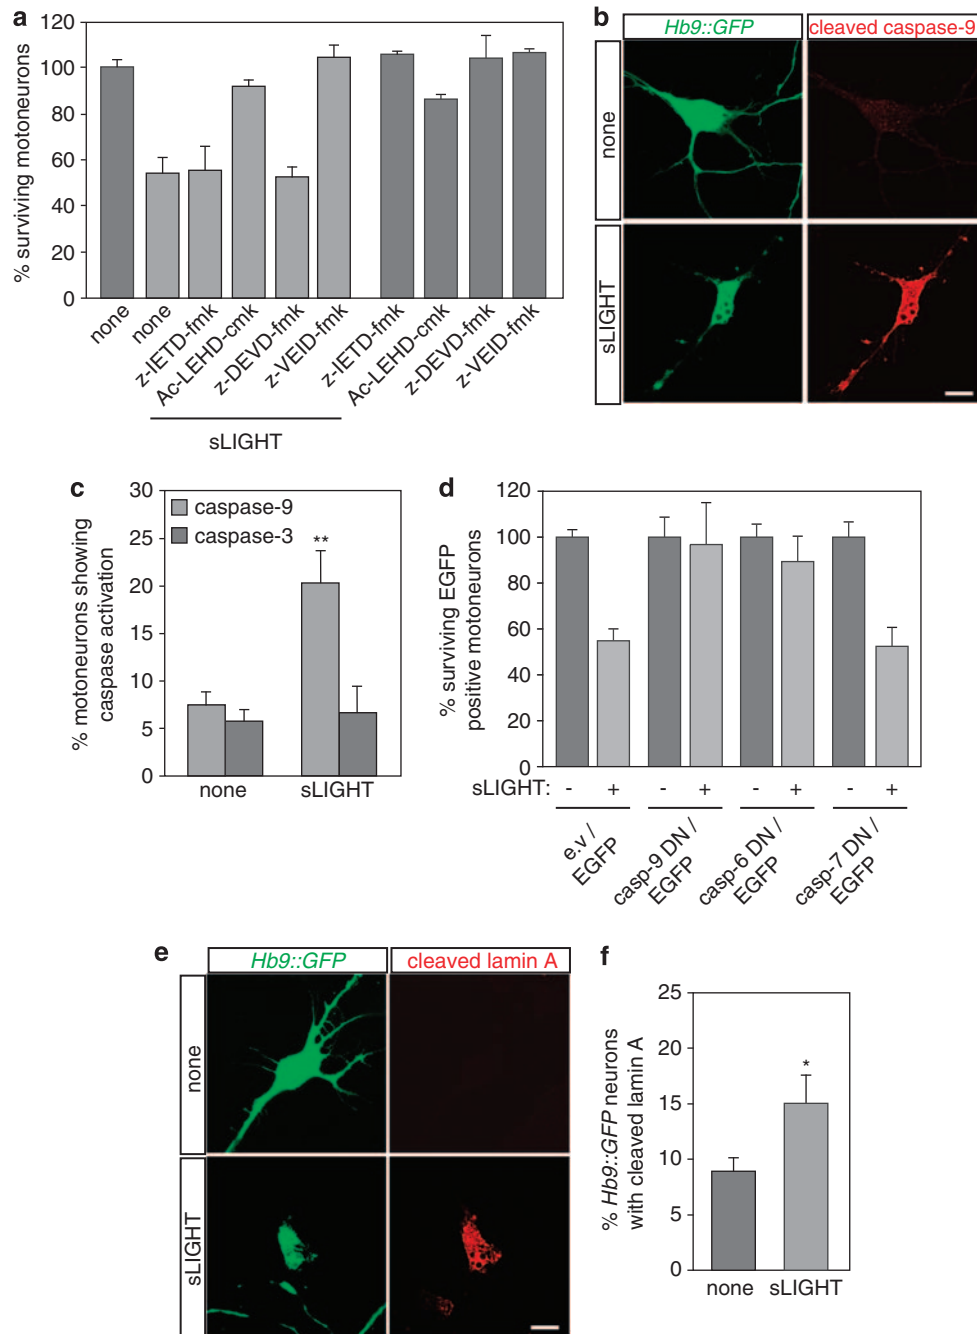 a
% surviving motoneurons
120
100
80
60
40
20
0
none
none
z-IETD-fmk
Ac-LEHD-cmk
z-DEVD-fmk
z-VEID-fmk
z-IETD-fmk
Ac-LEHD-cmk
z-DEVD-fmk
z-VEID-fmk
sLIGHT
b
Hb9::GFP
cleaved caspase-9
none
sLIGHT
c
% motoneurons showing
caspase activation
30
25
20
15
10
5
0
caspase-9
caspase-3
**
none
sLIGHT
d
% surviving EGFP
positive motoneurons
120
100
80
60
40
20
0
sLIGHT: - + - + - + - +
e.v /
EGFP
casp-9 DN /
EGFP
casp-6 DN /
EGFP
casp-7 DN /
EGFP
e
Hb9::GFP
cleaved lamin A
none
sLIGHT
f
% Hb9::GFP neurons
with cleaved lamin A
25
20
15
10
5
0
*
none
sLIGHT